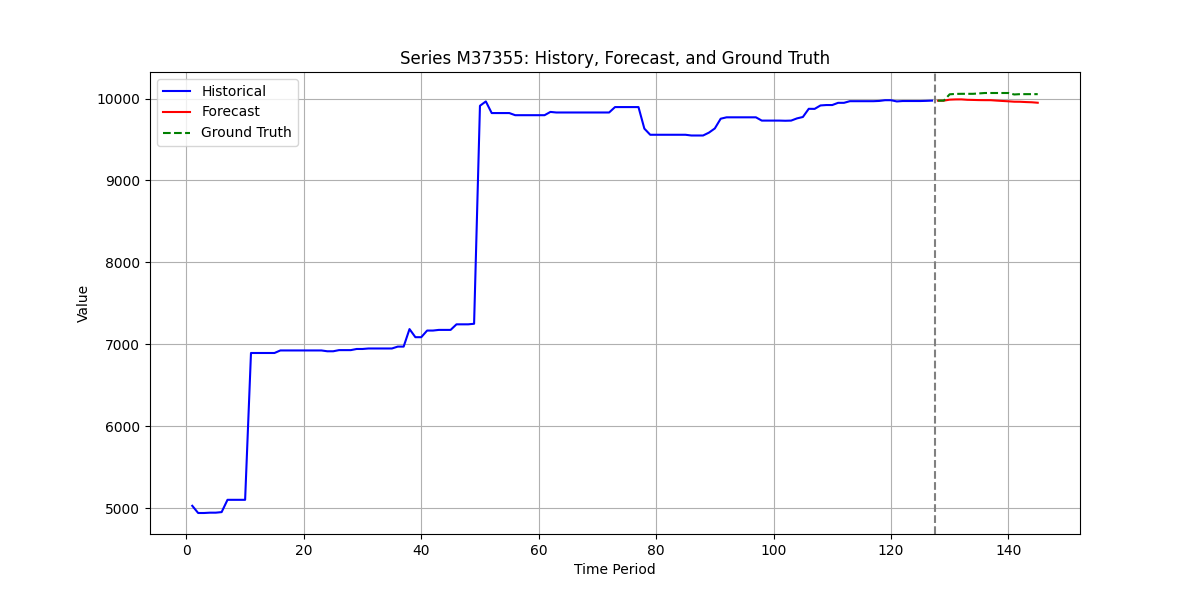 Series M37355: History, Forecast, and Ground Truth
Historical
Forecast
Ground Truth
10000
9000
8000
7000
6000
5000
Value
0 20 40 60 80 100 120 140
Time Period